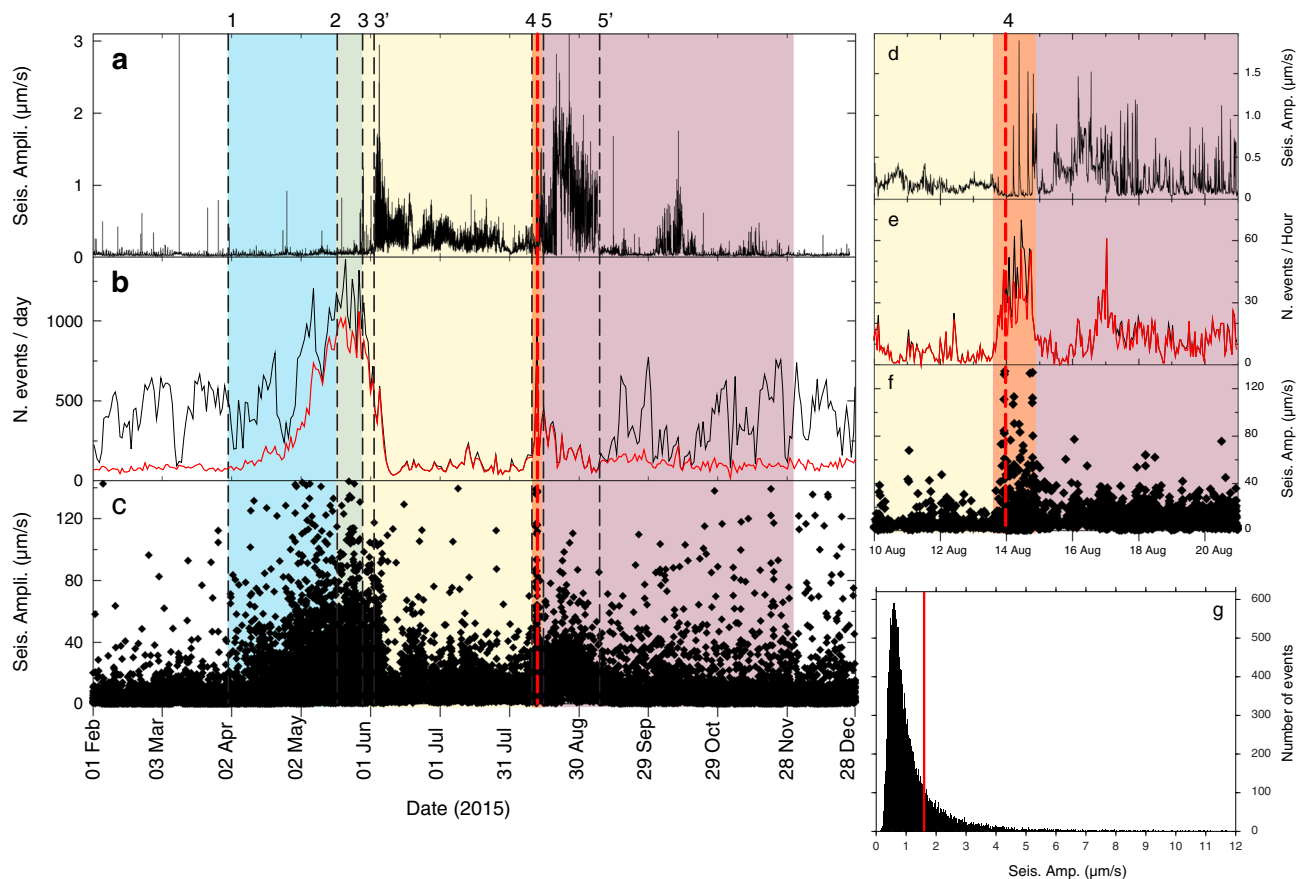 1 2 3 3’ 4 5 5’
a
Seis. Ampli. (μm/s)
3
2
1
0
b
N. events / day
1000
500
0
c
Seis. Ampli. (μm/s)
120
80
40
0
01 Feb 03 Mar 02 Apr 02 May 01 Jun 01 Jul 31 Jul 30 Aug 29 Sep 29 Oct 28 Nov 28 Dec
Date (2015)
4
d
Seis. Amp. (μm/s)
1.5
1.0
0.5
0
e
N. events / Hour
60
30
0
f
Seis. Amp. (μm/s)
120
80
40
0
10 Aug 12 Aug 14 Aug 16 Aug 18 Aug 20 Aug
g
Number of events
600
500
400
300
200
100
0
0 1 2 3 4 5 6 7 8 9 10 11 12
Seis. Amp. (μm/s)